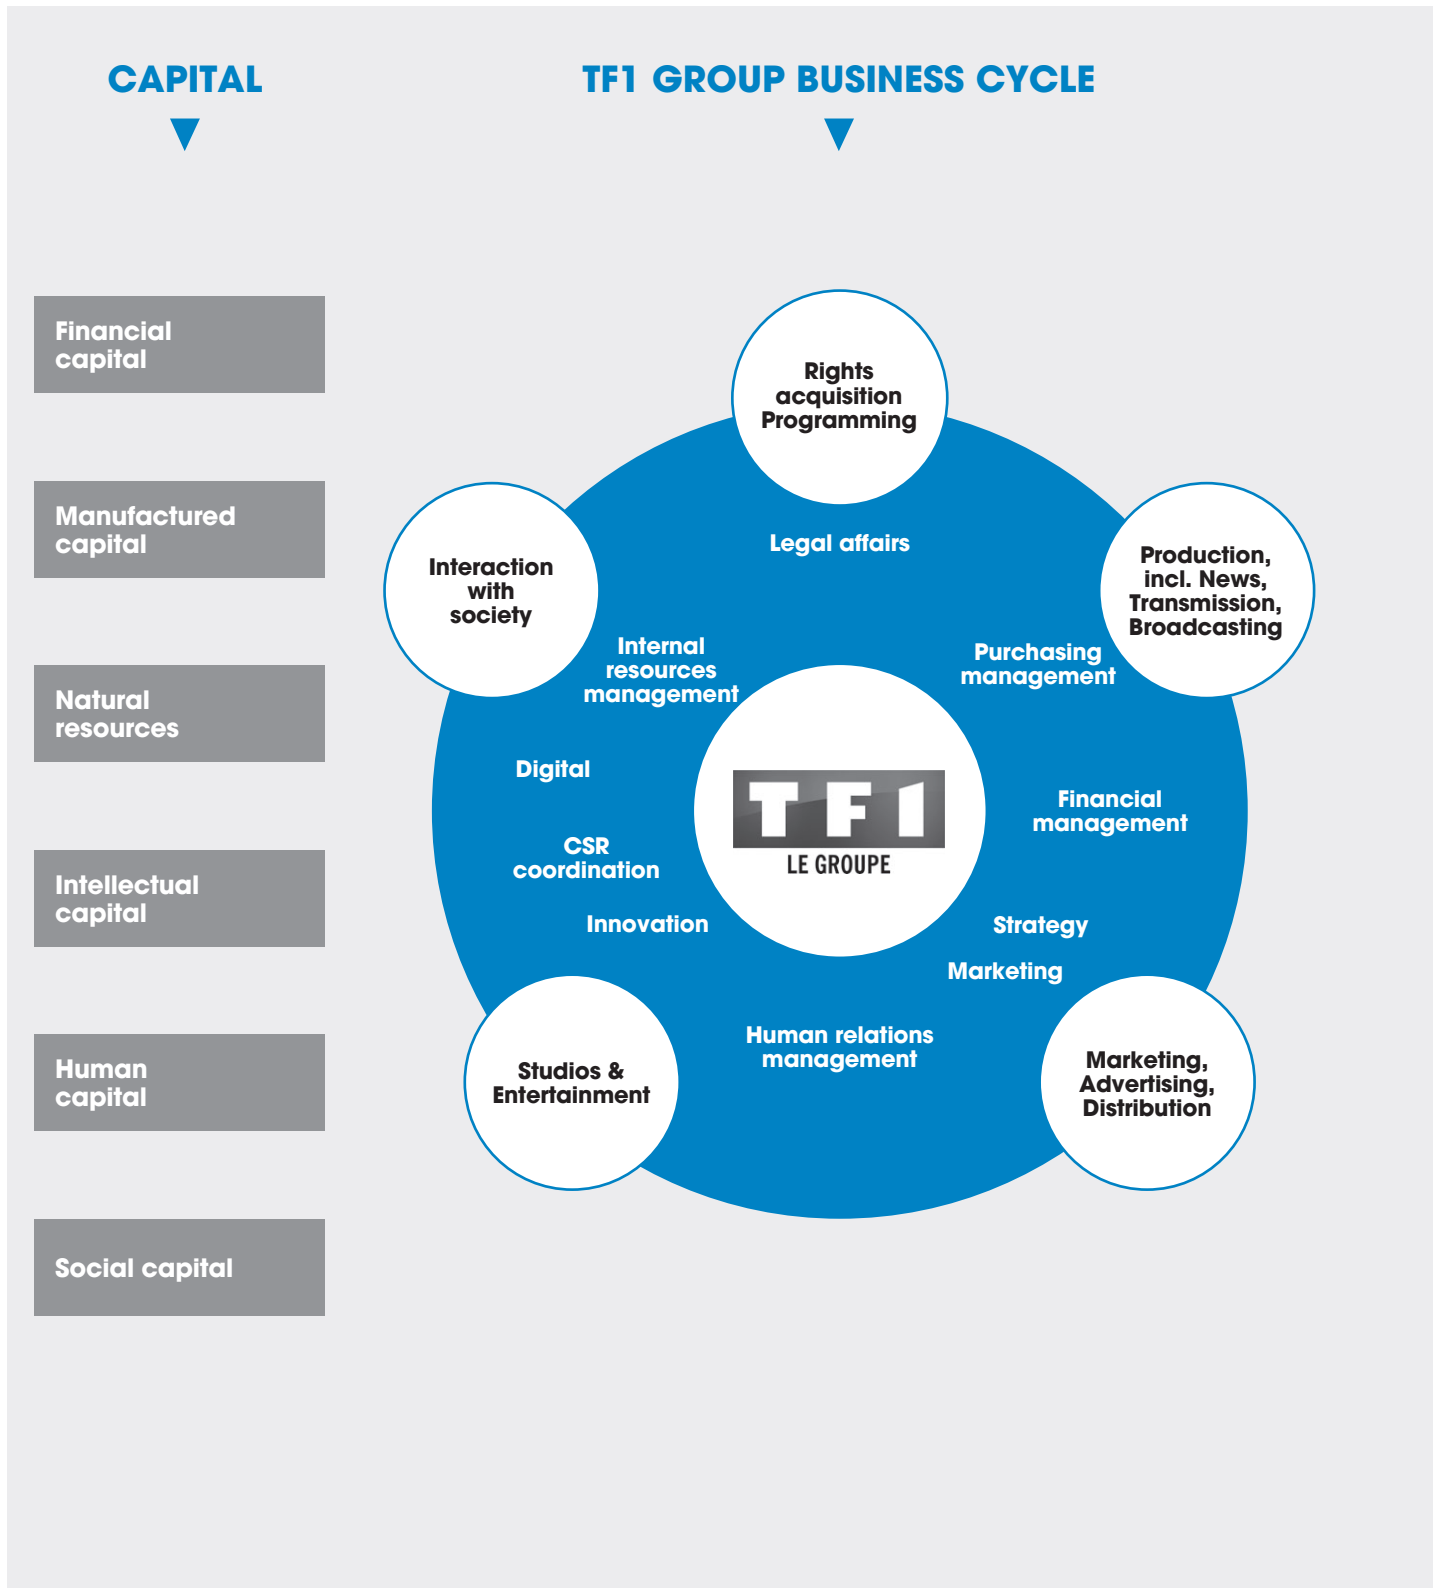 CAPITAL
TF1 GROUP BUSINESS CYCLE
Financial
capital
Manufactured
capital
Natural
resources
Intellectual
capital
Human
capital
Social capital
Rights
acquisition
Programming
Interaction
with
society
Production,
incl. News,
Transmission,
Broadcasting
Legal affairs
Internal
resources
management
Purchasing
management
Digital
Financial
management
CSR
coordination
Innovation
Strategy
Marketing
Human relations
management
TF1
LE GROUPE
Studios &
Entertainment
Marketing,
Advertising,
Distribution